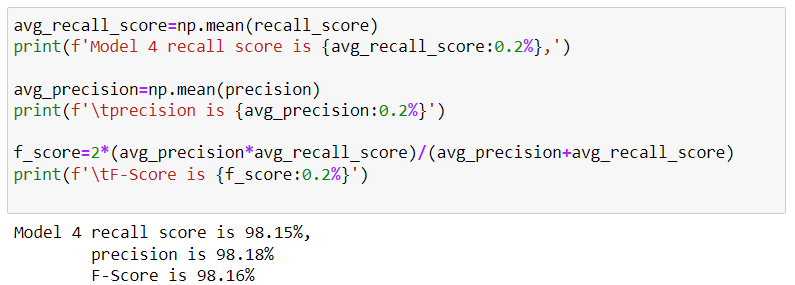 avg_recall_score=np.mean(recall_score)
print(f'Model 4 recall score is {avg_recall_score:0.2%},')
avg_precision=np.mean(precision)
print(f'\tprecision is {avg_precision:0.2%}')
f_score=2*(avg_precision*avg_recall_score)/(avg_precision+avg_recall_score)
print(f'\tF-Score is {f_score:0.2%}')
Model 4 recall score is 98.15%,
        precision is 98.18%
        F-Score is 98.16%